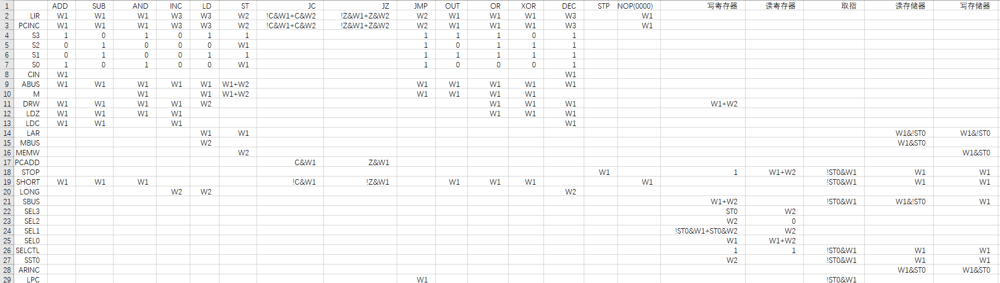 1 ADD SUB AND INC LD ST JC JZ JMP OUT OR XOR DEC STP NOP(0000) 写寄存器 读寄存器 取指 读存储器 写存储器
2 LIR W1 W1 W1 W3 W3 W2 !C&W1+C&W2 !Z&W1+Z&W2 W2 W1 W1 W1 W3 W1
3 PCINC W1 W1 W1 W3 W3 W2 !C&W1+C&W2 !Z&W1+Z&W2 W2 W1 W1 W1 W3 W1
4 S3 1 0 1 0 1 1 1 1 1 0 1
5 S2 0 1 0 0 0 W1 1 0 1 1 1
6 S1 0 1 0 0 1 1 1 1 1 1 1
7 S0 1 0 1 0 0 W1 1 0 0 0 1
8 CIN W1 W1
9 ABUS W1 W1 W1 W1 W1 W1+W2 W1 W1 W1 W1 W1
10 M W1 W1 W1+W2 W1 W1 W1 W1
11 DRW W1 W1 W1 W1 W2 W1 W1 W1 W1+W2
12 LDZ W1 W1 W1 W1 W1 W1 W1
13 LDC W1 W1 W1 W1
14 LAR W1 W1 W1&!ST0 W1&!ST0
15 MBUS W2 W1&ST0
16 MEMW W2 W1&ST0
17 PCADD C&W1 Z&W1
18 STOP W1 1 W1+W2 !ST0&W1 W1 W1
19 SHORT W1 W1 W1 !C&W1 !Z&W1 W1 W1 W1 W1 !ST0&W1 W1 W1
20 LONG W2 W2 W2
21 SBUS W1+W2 !ST0&W1 W1&!ST0 W1
22 SEL3 ST0 W2
23 SEL2 W2 0
24 SEL1 !ST0&W1+ST0&W2 W2
25 SEL0 W1 W1+W2
26 SELCTL 1 1 !ST0&W1 W1 W1
27 SST0 W2 !ST0&W1 W1 W1
28 ARINC W1&ST0 W1&ST0
29 LPC W1 !ST0&W1